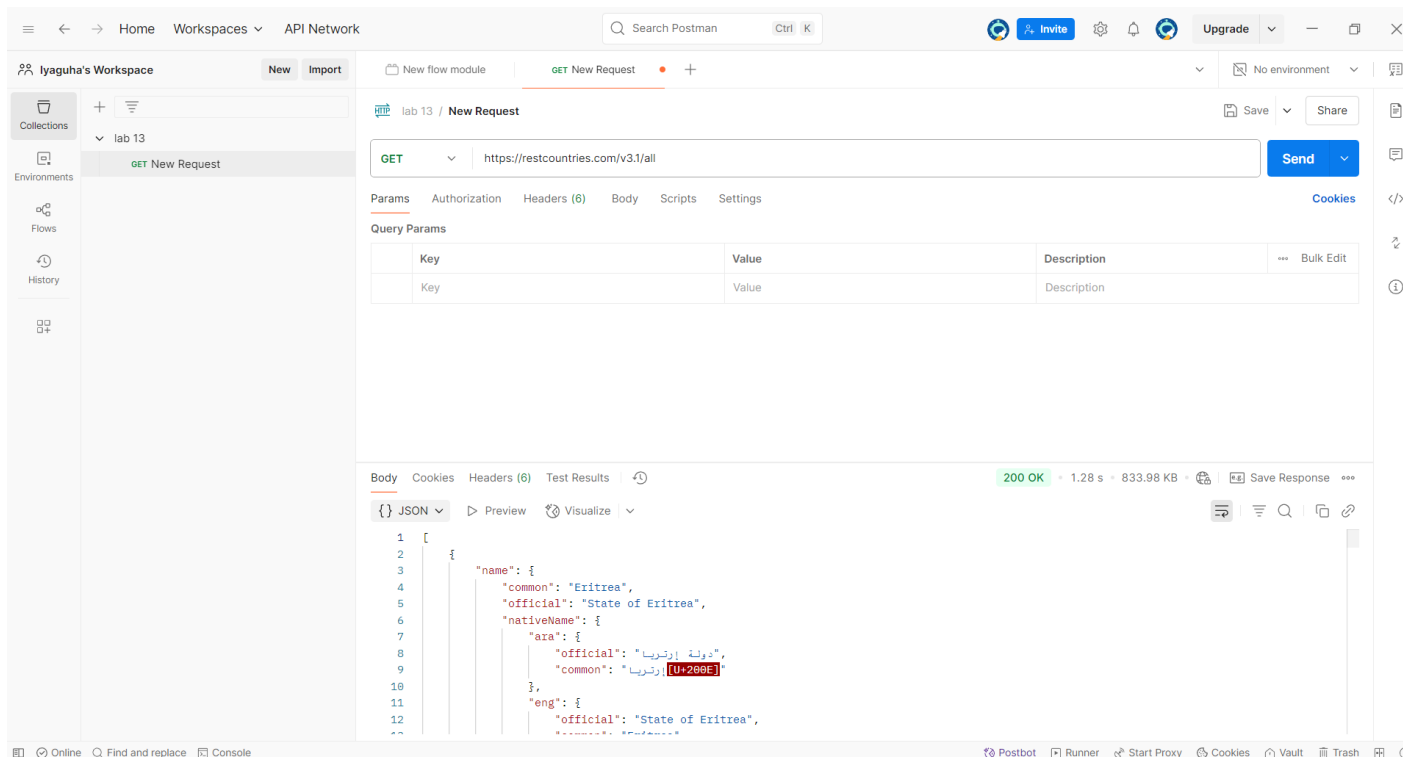 Home Workspaces API Network Search Postman Ctrl K Invite Upgrade
Iyaguha's Workspace New Import New flow module GET New Request No environment
Collections
lab 13 / New Request Save Share
lab 13
GET New Request
GET https://restcountries.com/v3.1/all Send
Environments
Params Authorization Headers (6) Body Scripts Settings Cookies
Flows
Query Params
Key Value Description Bulk Edit
History
Key Value Description
Body Cookies Headers (6) Test Results 200 OK 1.28 s 833.98 KB e.g. Save Response
{} JSON Preview Visualize
1 [
2 {
3 "name": {
4 "common": "Eritrea",
5 "official": "State of Eritrea",
6 "nativeName": {
7 "ara": {
8 "official": "دولة إرتريا",
9 "common": "إرتريا[U+200E]"
10 },
11 "eng": {
12 "official": "State of Eritrea",
Online Find and replace Console Postbot Runner Start Proxy Cookies Vault Trash